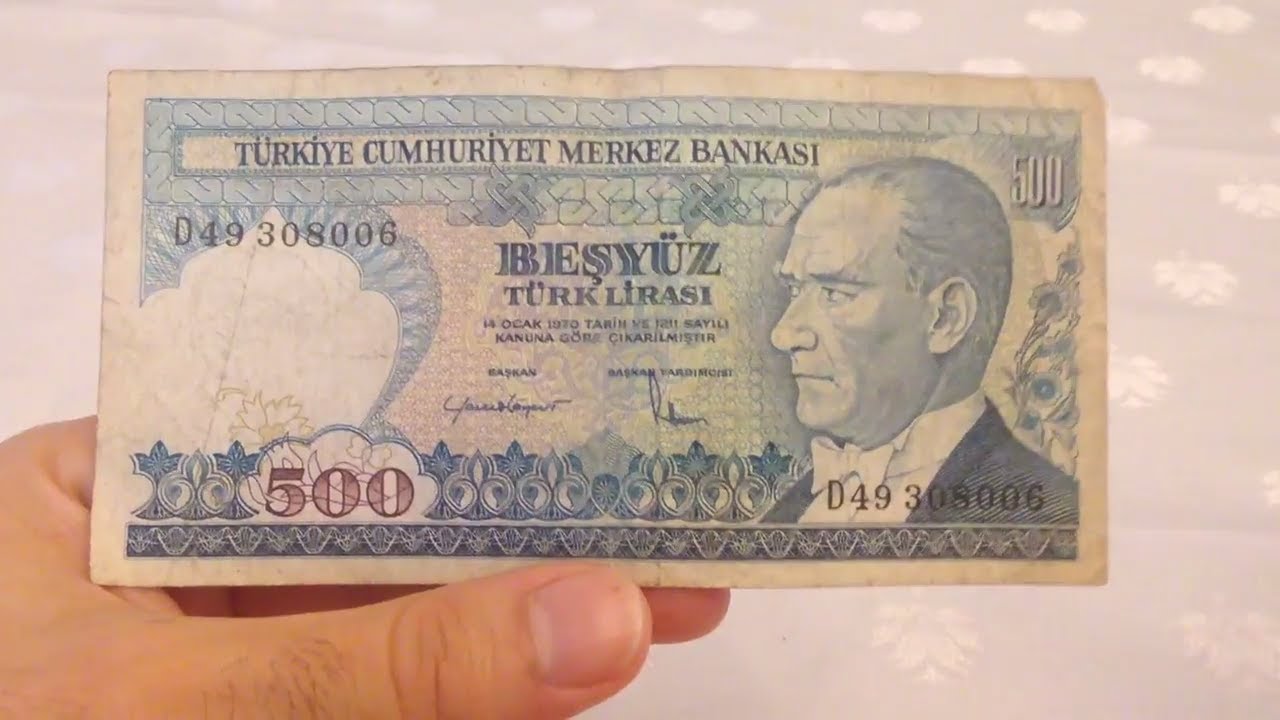 TÜRKİYE CUMHURİYET MERKEZ BANKASI
500
D49 308006
BEŞYÜZ
TÜRK LİRASI
14 OCAK 1970 TARİH VE 1211 SAYILI
KANUNA GÖRE ÇIKARILMIŞTIR
BAŞKAN BAŞKAN YARDIMCISI
500
D49 308006